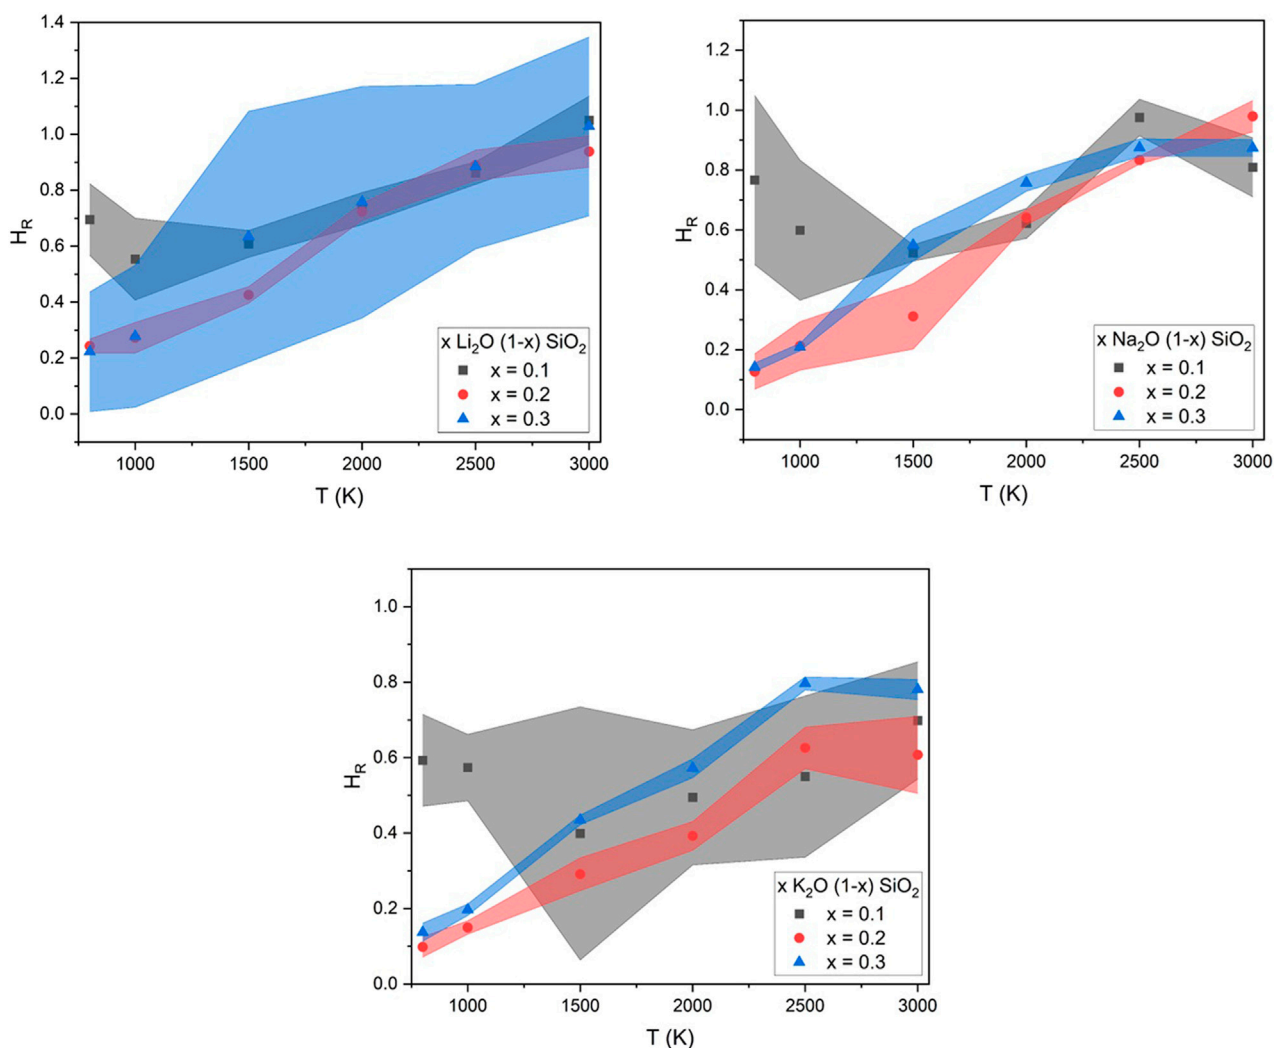 1.4
1.2
1.0
0.8
0.6
0.4
0.2
0.0
H_R
1000 1500 2000 2500 3000
T (K)
x Li₂O (1-x) SiO₂
x = 0.1
x = 0.2
x = 0.3
1.2
1.0
0.8
0.6
0.4
0.2
0.0
H_R
1000 1500 2000 2500 3000
T (K)
x Na₂O (1-x) SiO₂
x = 0.1
x = 0.2
x = 0.3
1.0
0.8
0.6
0.4
0.2
0.0
H_R
1000 1500 2000 2500 3000
T (K)
x K₂O (1-x) SiO₂
x = 0.1
x = 0.2
x = 0.3